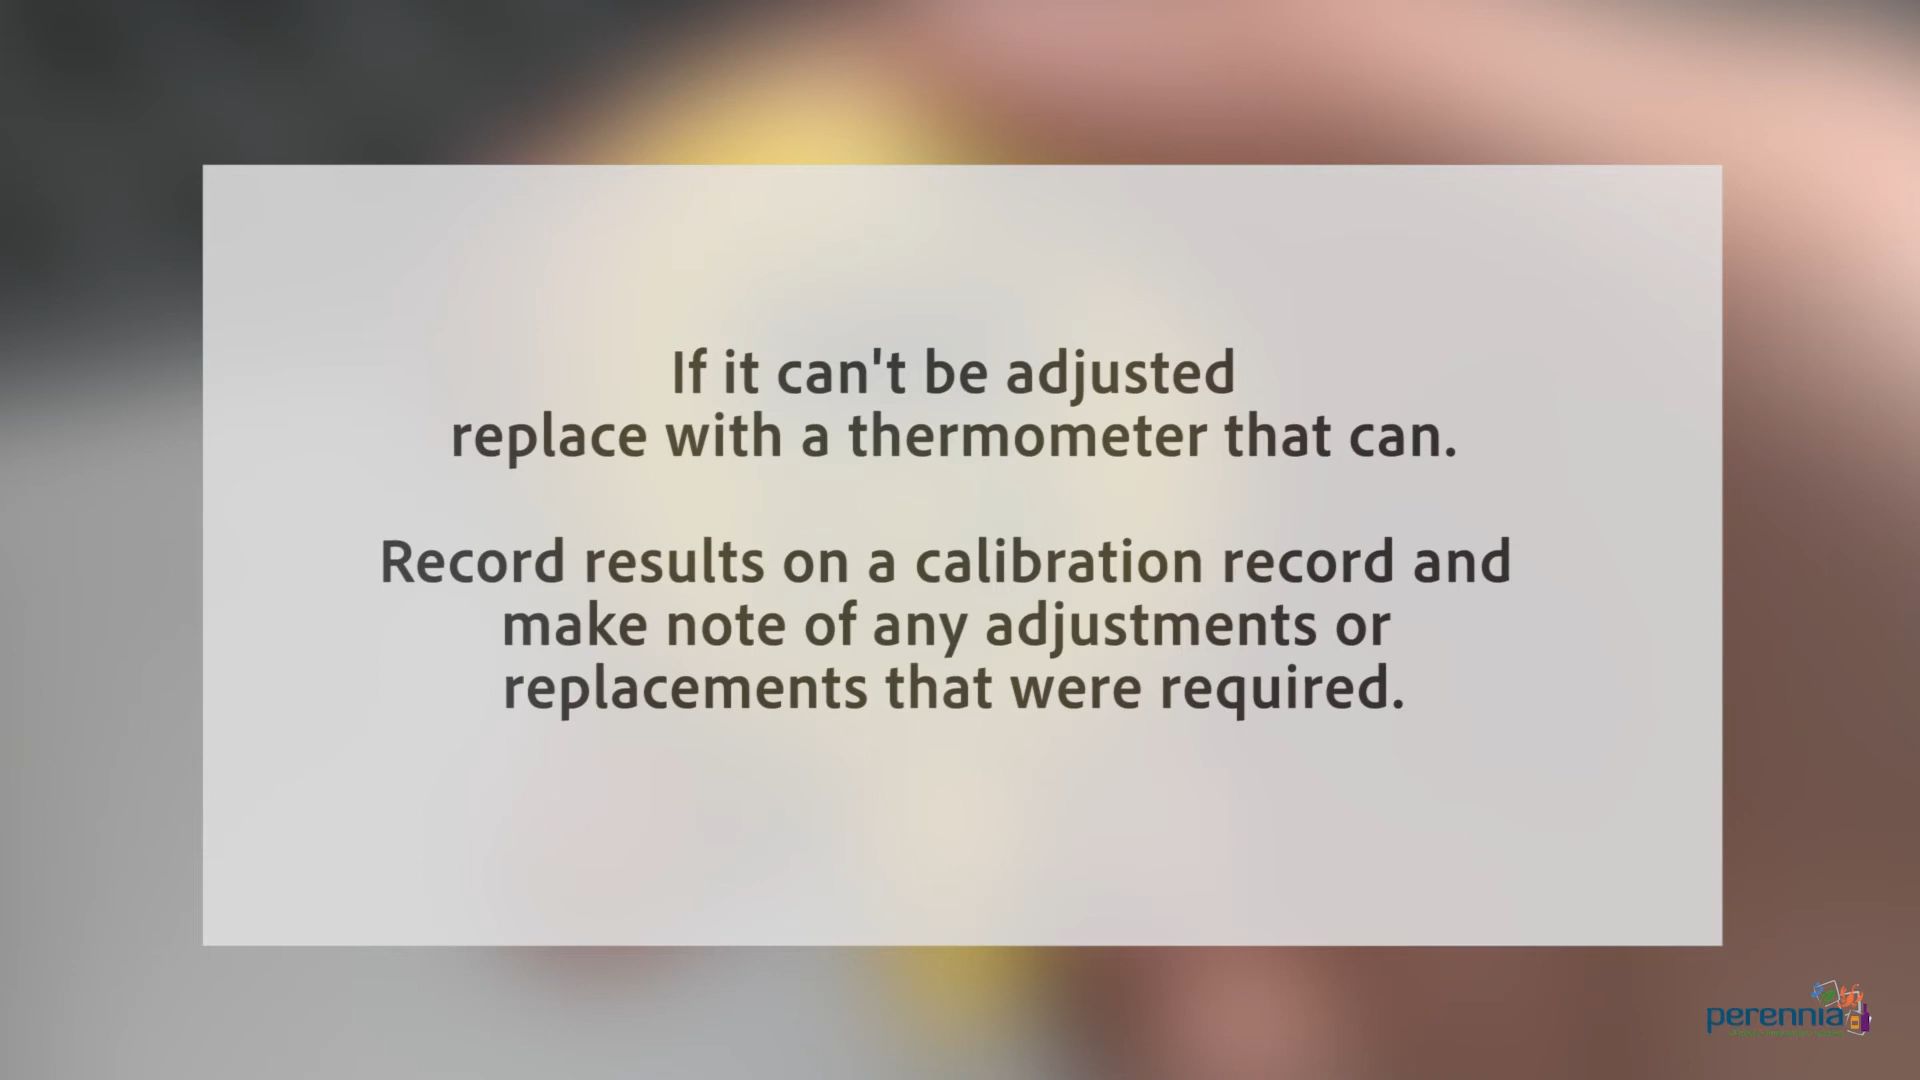 If it can't be adjusted
replace with a thermometer that can.
Record results on a calibration record and
make note of any adjustments or
replacements that were required.
perennia